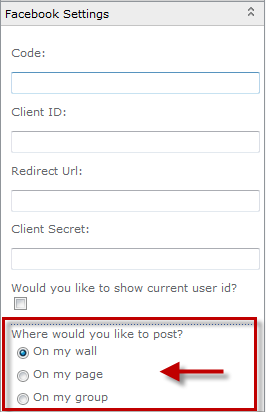 Facebook Settings
Code:
Client ID:
Redirect Url:
Client Secret:
Would you like to show current user id?
Where would you like to post?
On my wall
On my page
On my group